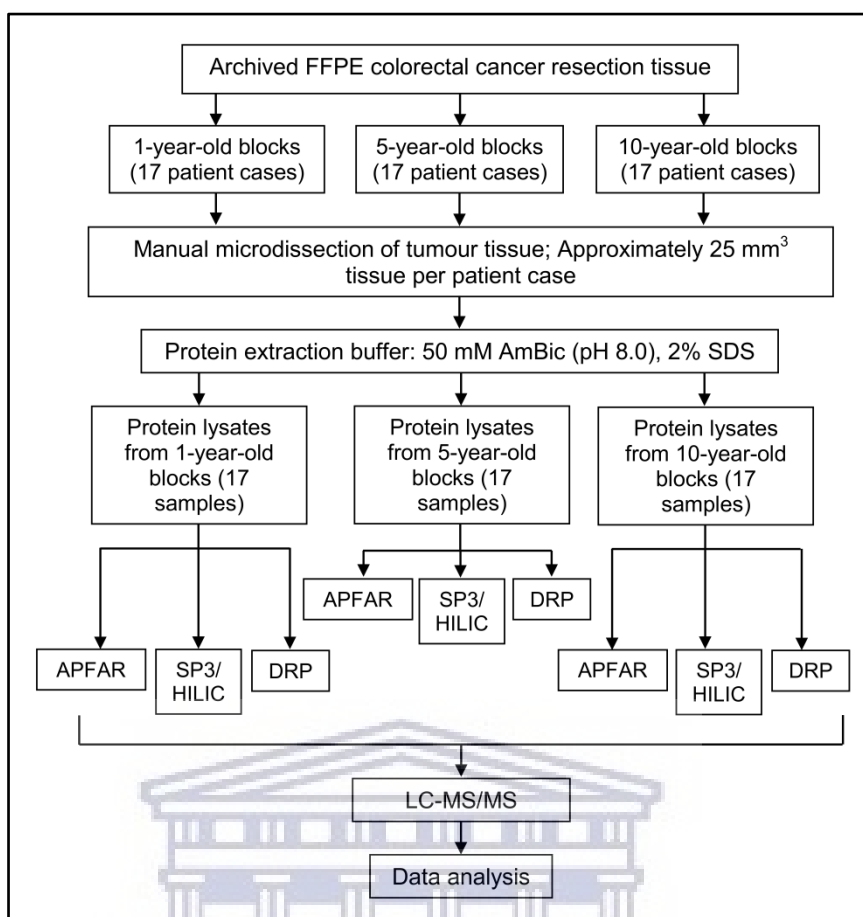 Archived FFPE colorectal cancer resection tissue
1-year-old blocks
(17 patient cases)
5-year-old blocks
(17 patient cases)
10-year-old blocks
(17 patient cases)
Manual microdissection of tumour tissue; Approximately 25 mm³
tissue per patient case
Protein extraction buffer: 50 mM AmBic (pH 8.0), 2% SDS
Protein lysates
from 1-year-old
blocks (17
samples)
Protein lysates
from 5-year-old
blocks (17
samples)
Protein lysates
from 10-year-old
blocks (17
samples)
APFAR
SP3/
HILIC
DRP
APFAR
SP3/
HILIC
DRP
APFAR
SP3/
HILIC
DRP
LC-MS/MS
Data analysis